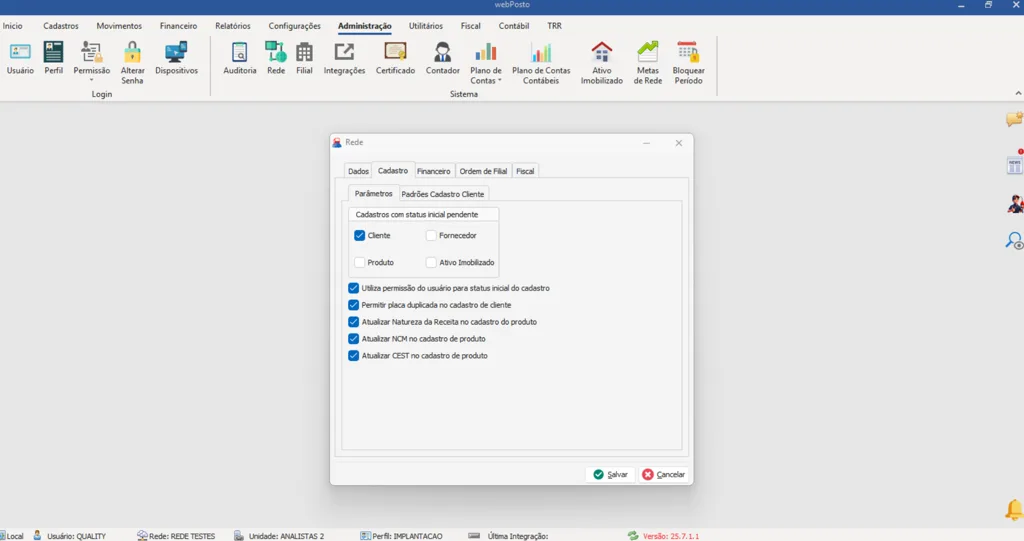 webPosto
Inicio Cadastros Movimentos Financeiro Relatórios Configurações Administração Utilitários Fiscal Contábil TRR
Usuário Perfil Permissão Alterar Senha Dispositivos Auditoria Rede Filial Integrações Certificado Contador Plano de Contas Plano de Contas Contábeis Ativo Imobilizado Metas de Rede Bloquear Período
Login Sistema
Rede
Dados Cadastro Financeiro Ordem de Filial Fiscal
Parâmetros Padrões Cadastro Cliente
Cadastros com status inicial pendente
Cliente Fornecedor
Produto Ativo Imobilizado
Utiliza permissão do usuário para status inicial do cadastro
Permitir placa duplicada no cadastro de cliente
Atualizar Natureza da Receita no cadastro do produto
Atualizar NCM no cadastro de produto
Atualizar CEST no cadastro de produto
Salvar Cancelar
Local Usuário: QUALITY Rede: REDE TESTES Unidade: ANALISTAS 2 Perfil: IMPLANTACAO Última Integração: Versão: 25.7.1.1